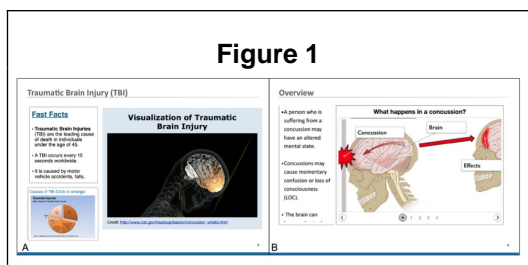 Figure 1
Traumatic Brain Injury (TBI)
Fast Facts
• Traumatic Brain Injuries
(TBI) are the leading cause
of death in individuals
under the age of 45.
• A TBI occurs every 15
seconds worldwide.
• It is caused by motor
vehicle accidents, falls,
Causes of TBI (Click to enlarge)
Traumatic Injuries
Visualization of Traumatic
Brain Injury
Credit:
A
Overview
•A person who is
suffering from a
concussion may
have an altered
mental state.
•Concussions may
cause momentary
confusion or loss of
consciousness
(LOC).
• The brain can
What happens in a concussion?
Concussion
Brain
Effects
1 2 3 4
B